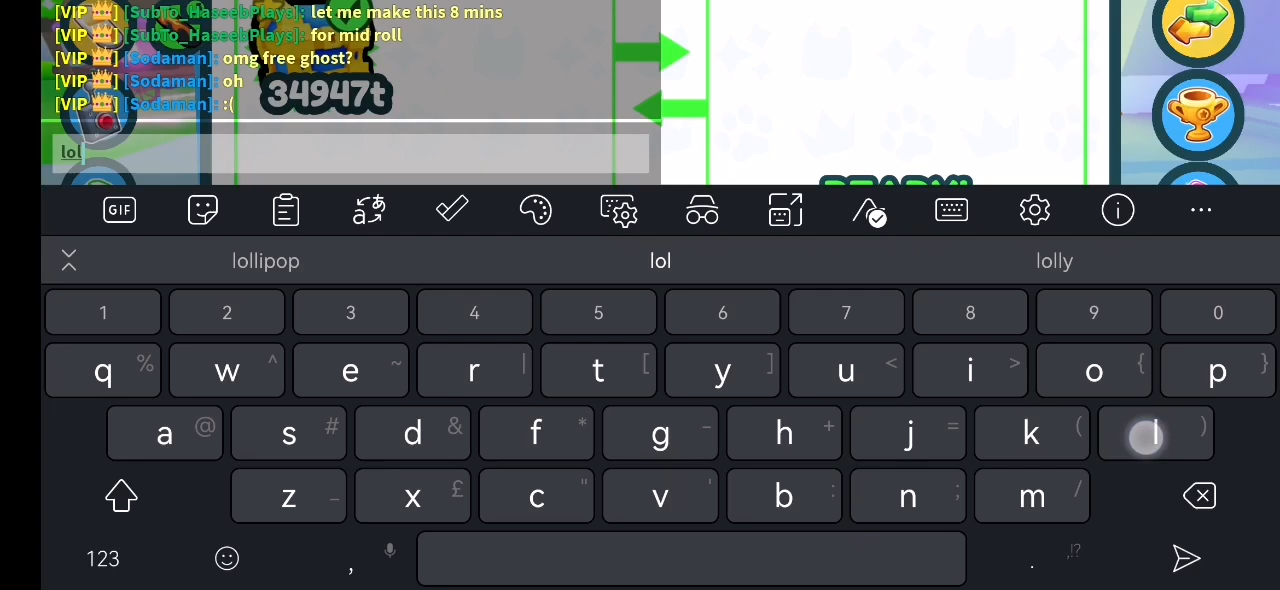 [VIP👑] [SubTo_HaseebPlays]: let me make this 8 mins
[VIP👑] [SubTo_HaseebPlays]: for mid roll
[VIP👑] [Sodaman]: omg free ghost?
[VIP👑] [Sodaman]: oh
[VIP👑] [Sodaman]: :(
34947t
lol
READY!
GIF
lollipop lol lolly
1 2 3 4 5 6 7 8 9 0
q % w ^ e ~ r | t [ y ] u < i > o { p }
a @ s # d & f * g - h + j = k ( l )
z _ x £ c " v ' b : n ; m /
123 , . ,!?